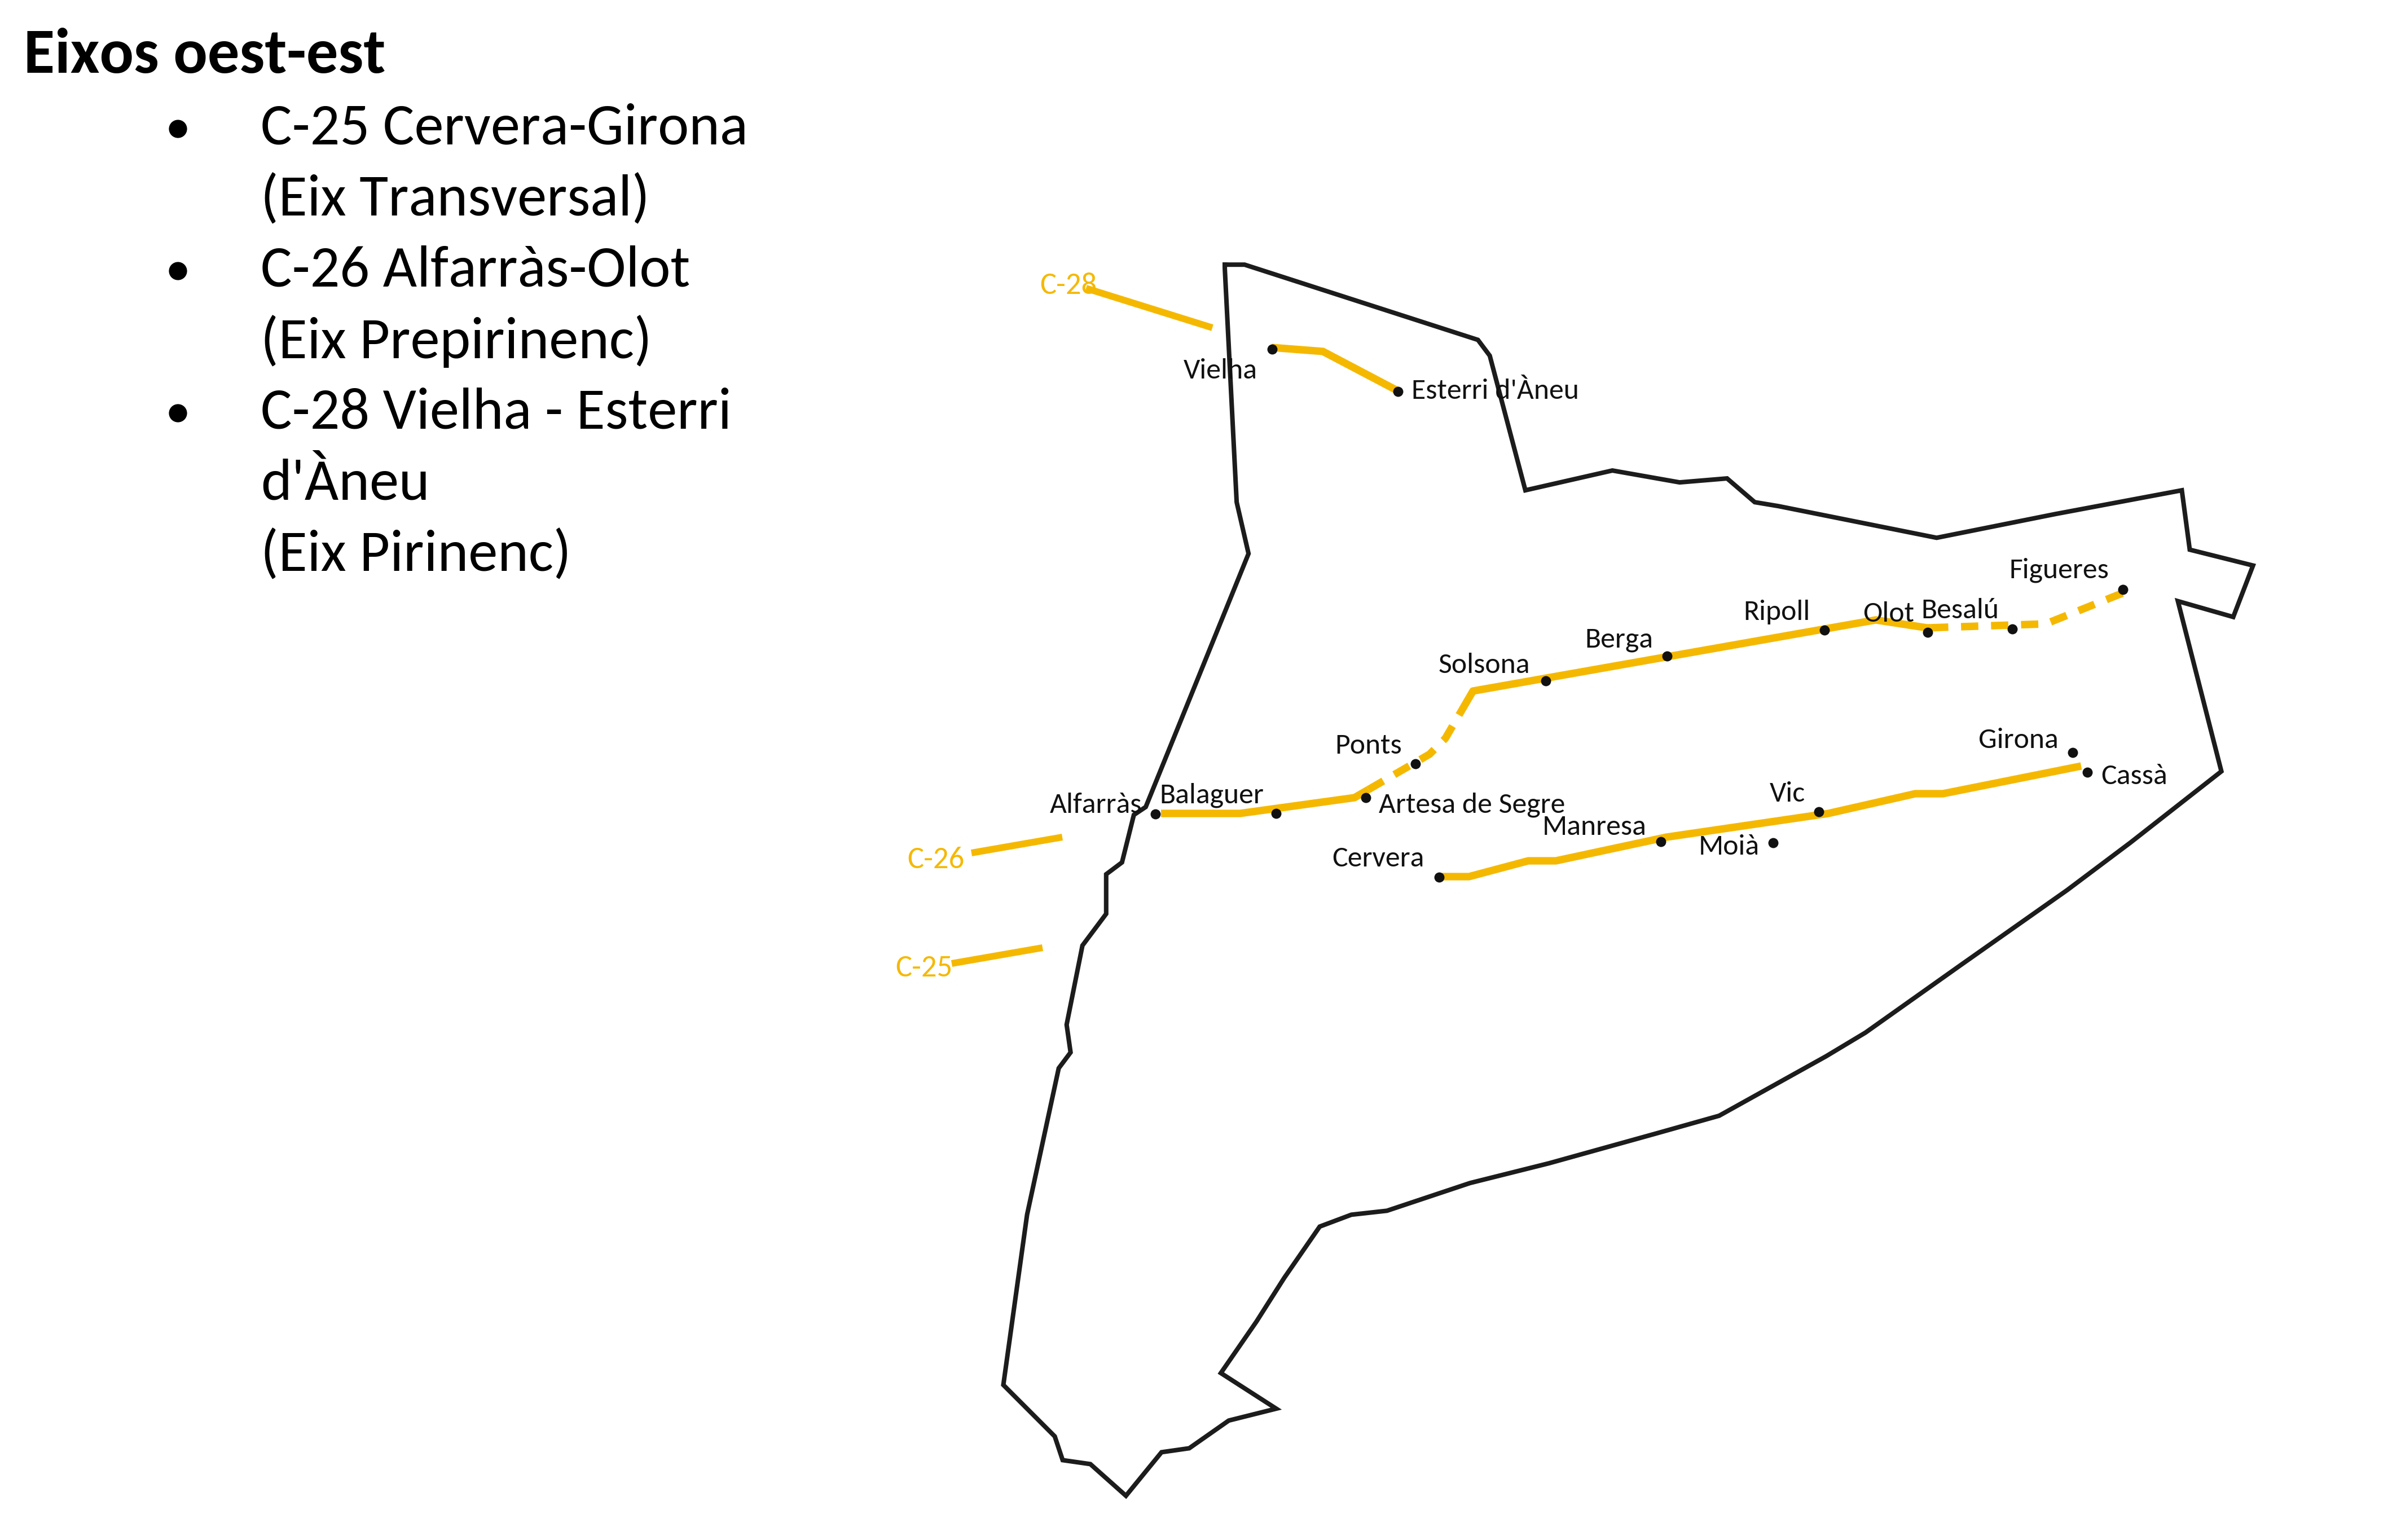 Eixos oest-est
• C-25 Cervera-Girona
(Eix Transversal)
• C-26 Alfarràs-Olot
(Eix Prepirinenc)
• C-28 Vielha - Esterri
d'Àneu
(Eix Pirinenc)
C-28
Vielha
Esterri d'Àneu
Figueres
Ripoll
Olot
Besalú
Berga
Solsona
Ponts
Girona
Cassà
Alfarràs
Balaguer
Artesa de Segre
Vic
Manresa
Moià
Cervera
C-26
C-25